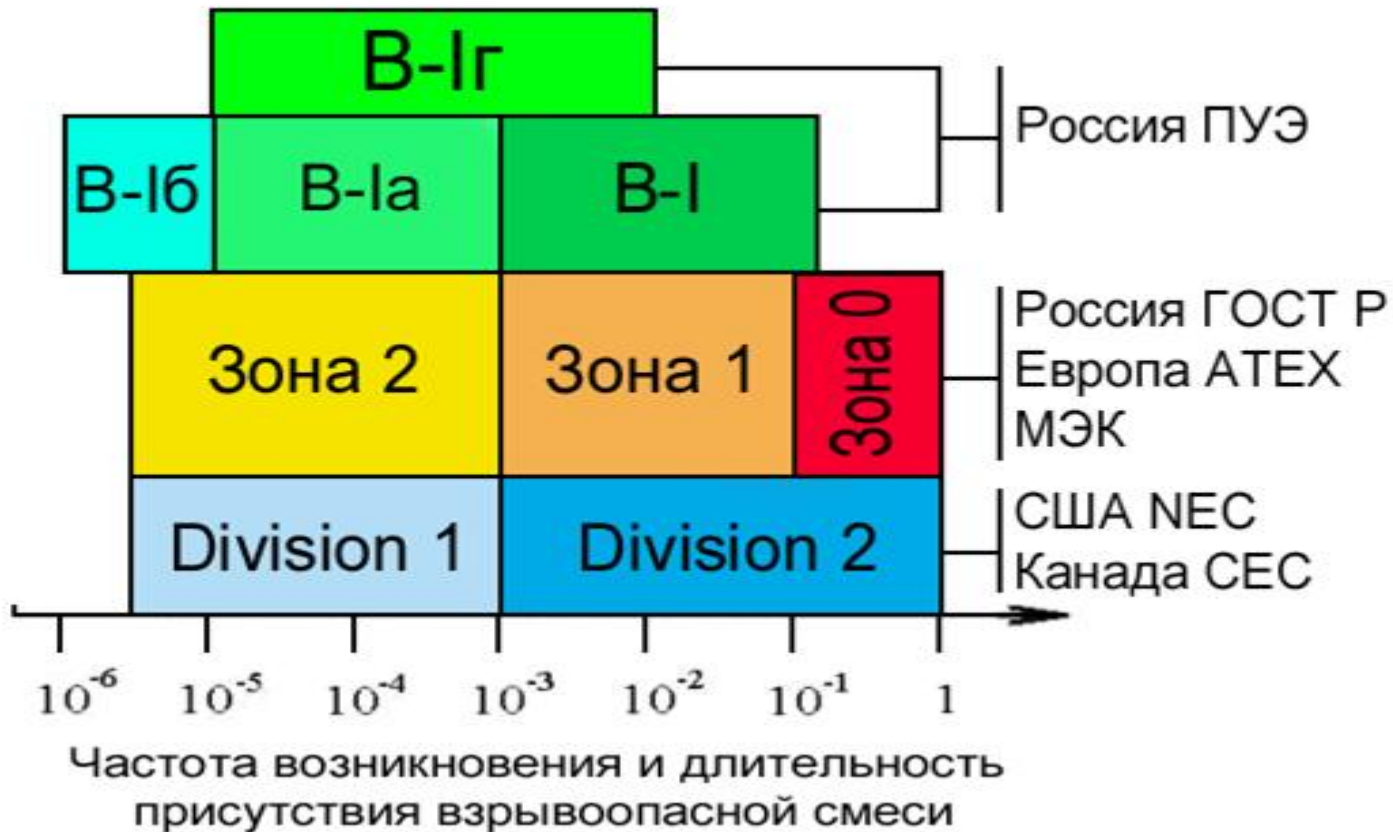 В-Iг
Россия ПУЭ
В-Iб
В-Iа
В-I
Зона 2
Зона 1
Зона 0
Россия ГОСТ Р
Европа АТЕХ
МЭК
Division 1
Division 2
США NEC
Канада CEC
10⁻⁶ 10⁻⁵ 10⁻⁴ 10⁻³ 10⁻² 10⁻¹ 1
Частота возникновения и длительность
присутствия взрывоопасной смеси